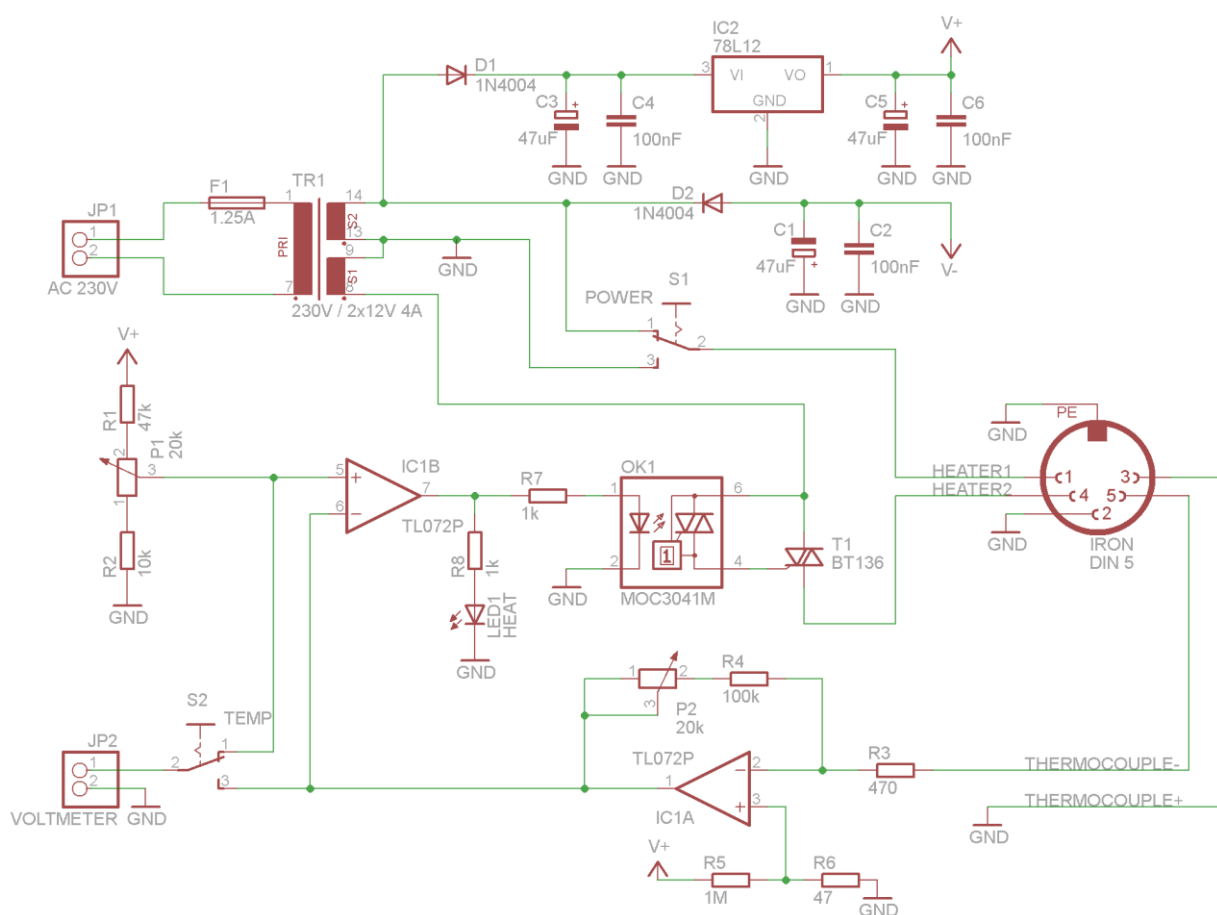 IC2
78L12
V+
D1
1N4004
3
VI
VO
1
GND
2
C3
+
47uF
C4
100nF
C5
+
47uF
C6
100nF
GND
GND
GND
GND
GND
TR1
F1
1.25A
1
14
S2
13
PRI
9
S1
7
8
JP1
1
2
AC 230V
GND
D2
1N4004
C1
47uF
+
C2
100nF
GND
GND
V-
230V / 2x12V 4A
S1
POWER
1
2
3
V+
R1
47k
P1
20k
2
3
1
R2
10k
GND
5
+
6
−
IC1B
7
TL072P
R7
1k
R8
1k
LED1
HEAT
GND
OK1
1
6
2
1
4
MOC3041M
GND
T1
BT136
PE
GND
HEATER1
HEATER2
GND
1
3
4
5
2
IRON
DIN 5
S2
TEMP
1
2
3
JP2
1
2
VOLTMETER
GND
1
2
3
P2
20k
R4
100k
TL072P
1
2
−
3
+
IC1A
R3
470
THERMOCOUPLE-
THERMOCOUPLE+
GND
V+
R5
1M
R6
47
GND